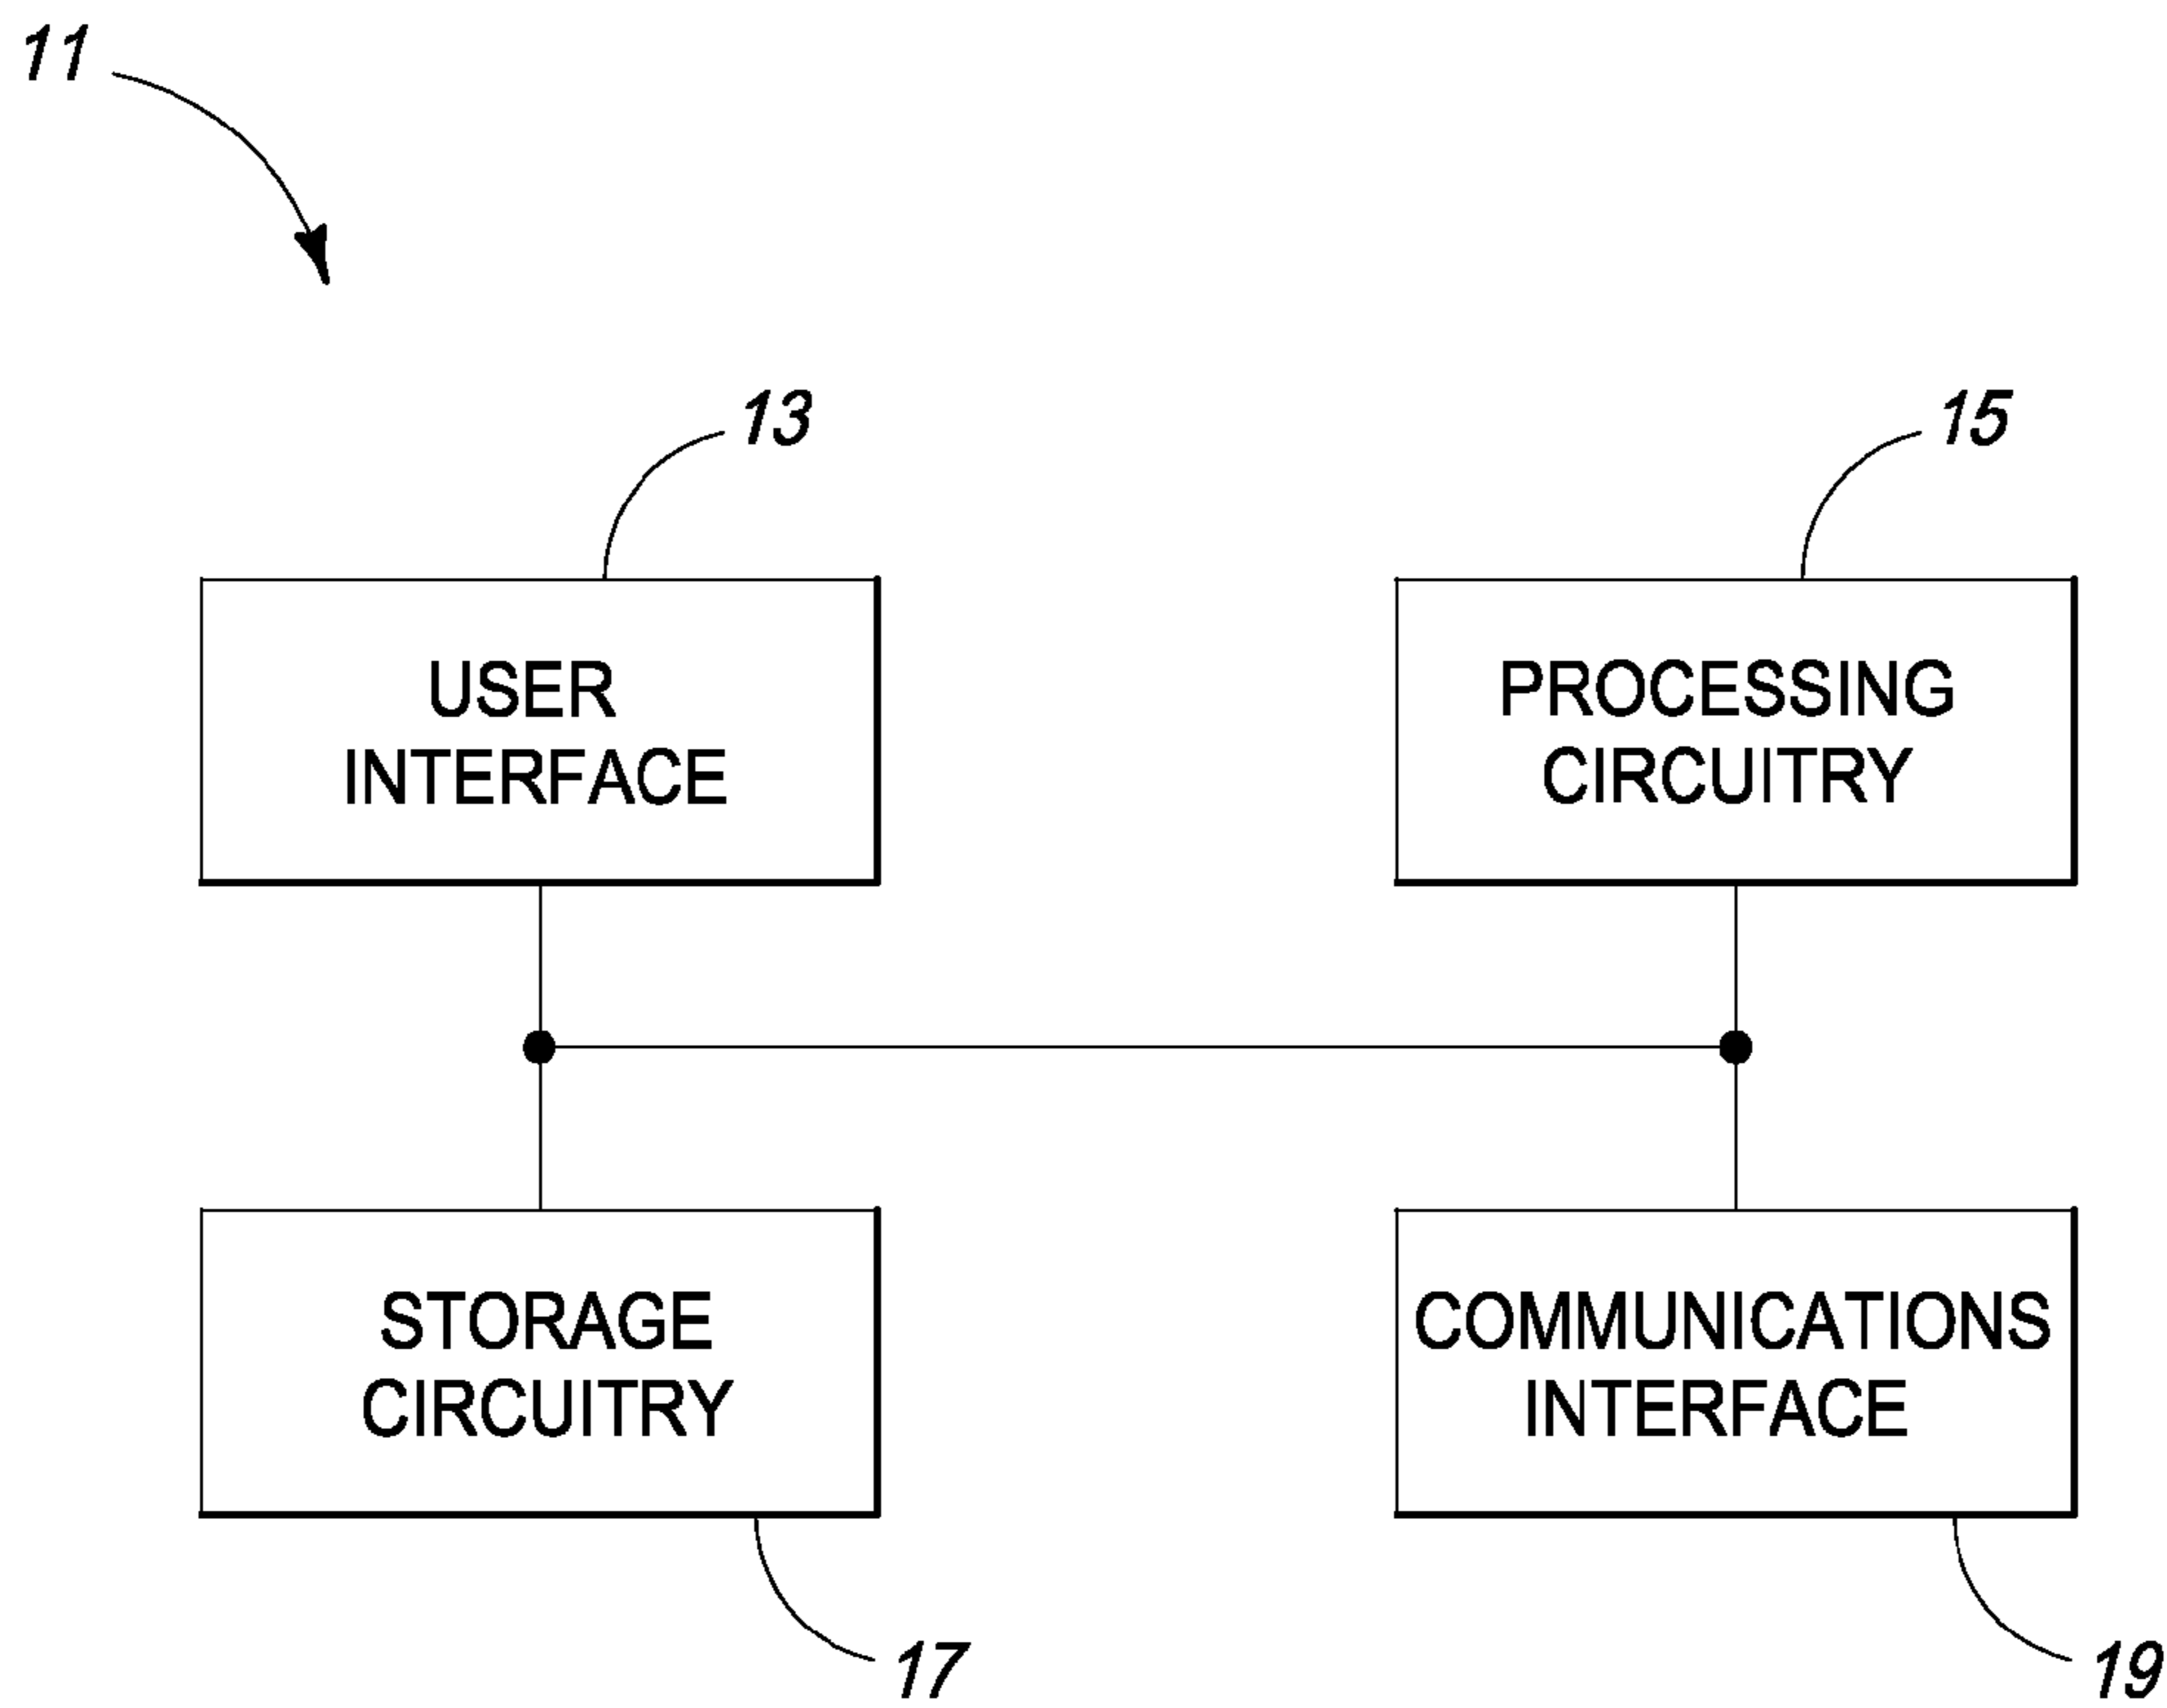 11
13
15
USER
INTERFACE
PROCESSING
CIRCUITRY
STORAGE
CIRCUITRY
COMMUNICATIONS
INTERFACE
17
19